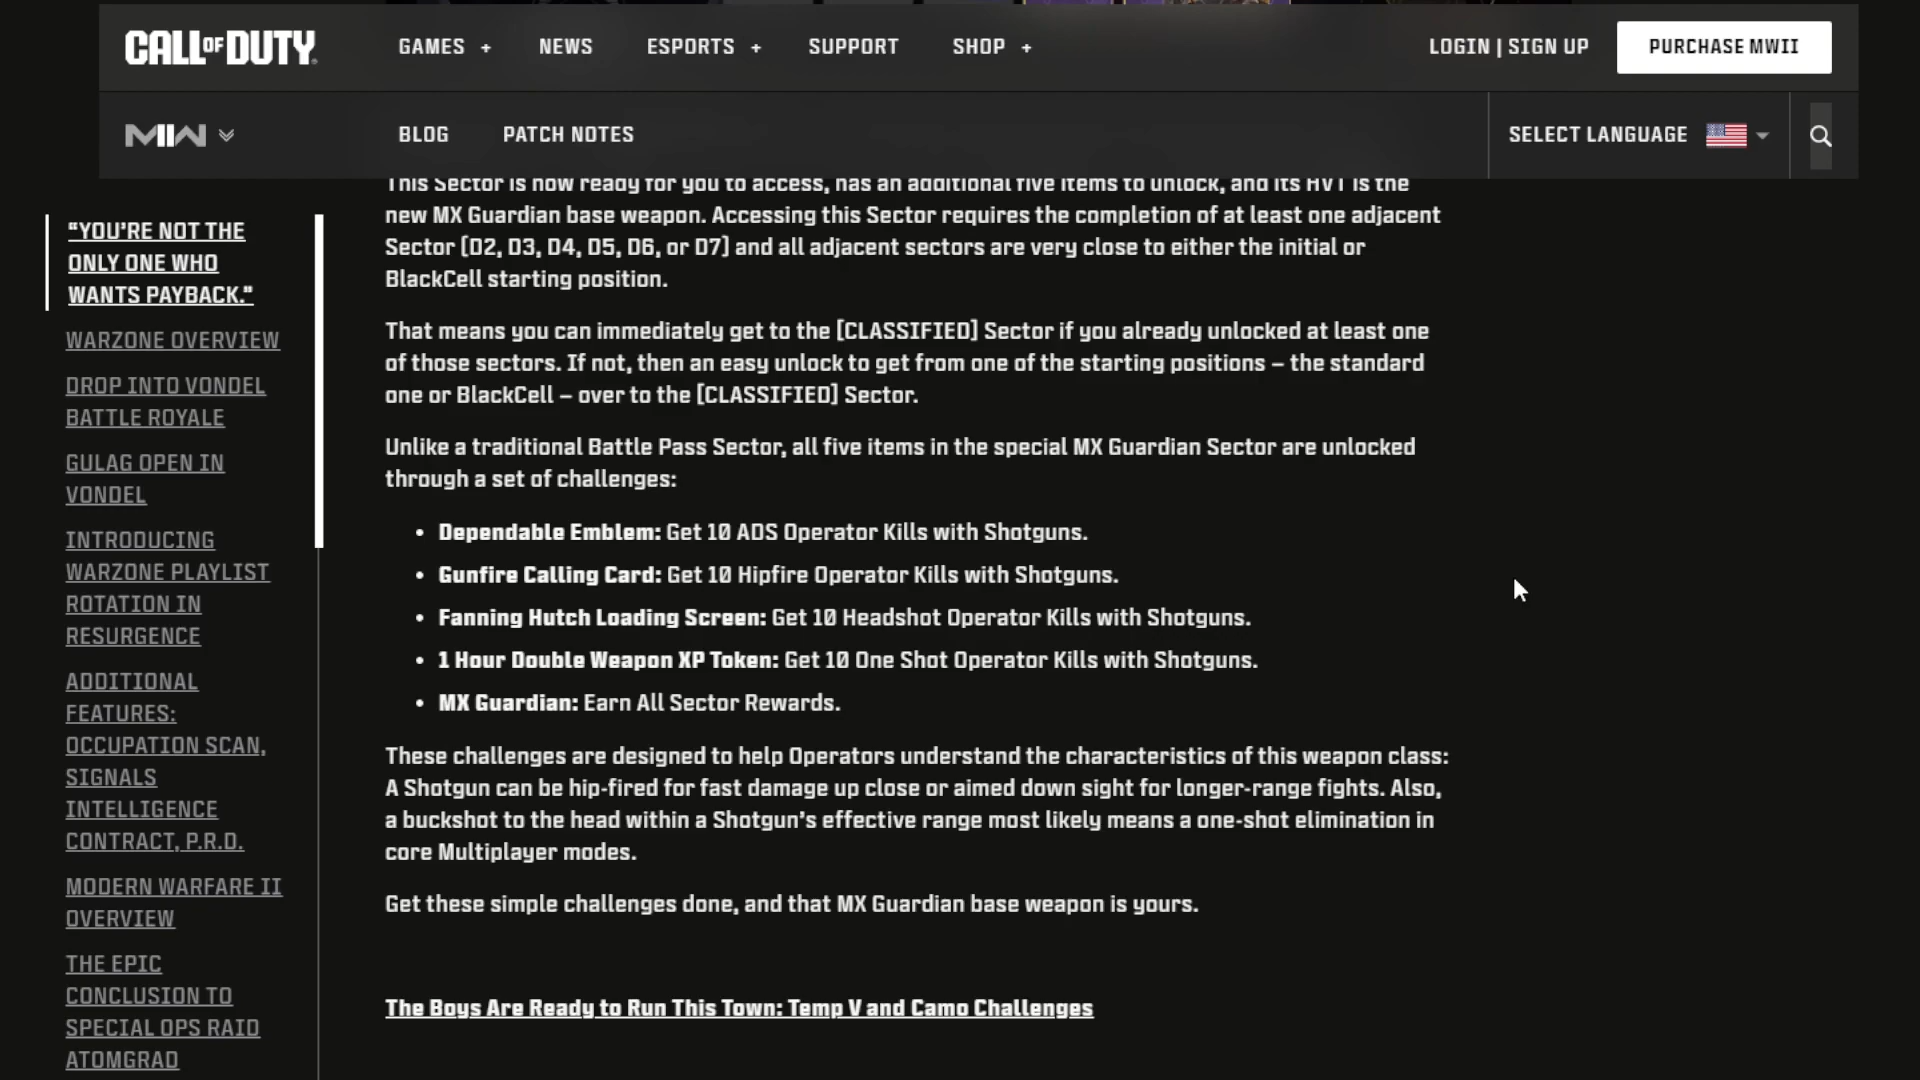 CALL OF DUTY
GAMES +
NEWS
ESPORTS +
SUPPORT
SHOP +
LOGIN | SIGN UP
PURCHASE MWII
MW
BLOG
PATCH NOTES
SELECT LANGUAGE
"YOU'RE NOT THE
ONLY ONE WHO
WANTS PAYBACK."
WARZONE OVERVIEW
DROP INTO VONDEL
BATTLE ROYALE
GULAG OPEN IN
VONDEL
INTRODUCING
WARZONE PLAYLIST
ROTATION IN
RESURGENCE
ADDITIONAL
FEATURES:
OCCUPATION SCAN,
SIGNALS
INTELLIGENCE
CONTRACT, P.R.D.
MODERN WARFARE II
OVERVIEW
THE EPIC
CONCLUSION TO
SPECIAL OPS RAID
ATOMGRAD
This Sector is now ready for you to access, has an additional five items to unlock, and its HVT is the
new MX Guardian base weapon. Accessing this Sector requires the completion of at least one adjacent
Sector [D2, D3, D4, D5, D6, or D7] and all adjacent sectors are very close to either the initial or
BlackCell starting position.
That means you can immediately get to the [CLASSIFIED] Sector if you already unlocked at least one
of those sectors. If not, then an easy unlock to get from one of the starting positions – the standard
one or BlackCell – over to the [CLASSIFIED] Sector.
Unlike a traditional Battle Pass Sector, all five items in the special MX Guardian Sector are unlocked
through a set of challenges:
• Dependable Emblem: Get 10 ADS Operator Kills with Shotguns.
• Gunfire Calling Card: Get 10 Hipfire Operator Kills with Shotguns.
• Fanning Hutch Loading Screen: Get 10 Headshot Operator Kills with Shotguns.
• 1 Hour Double Weapon XP Token: Get 10 One Shot Operator Kills with Shotguns.
• MX Guardian: Earn All Sector Rewards.
These challenges are designed to help Operators understand the characteristics of this weapon class:
A Shotgun can be hip-fired for fast damage up close or aimed down sight for longer-range fights. Also,
a buckshot to the head within a Shotgun's effective range most likely means a one-shot elimination in
core Multiplayer modes.
Get these simple challenges done, and that MX Guardian base weapon is yours.
The Boys Are Ready to Run This Town: Temp V and Camo Challenges